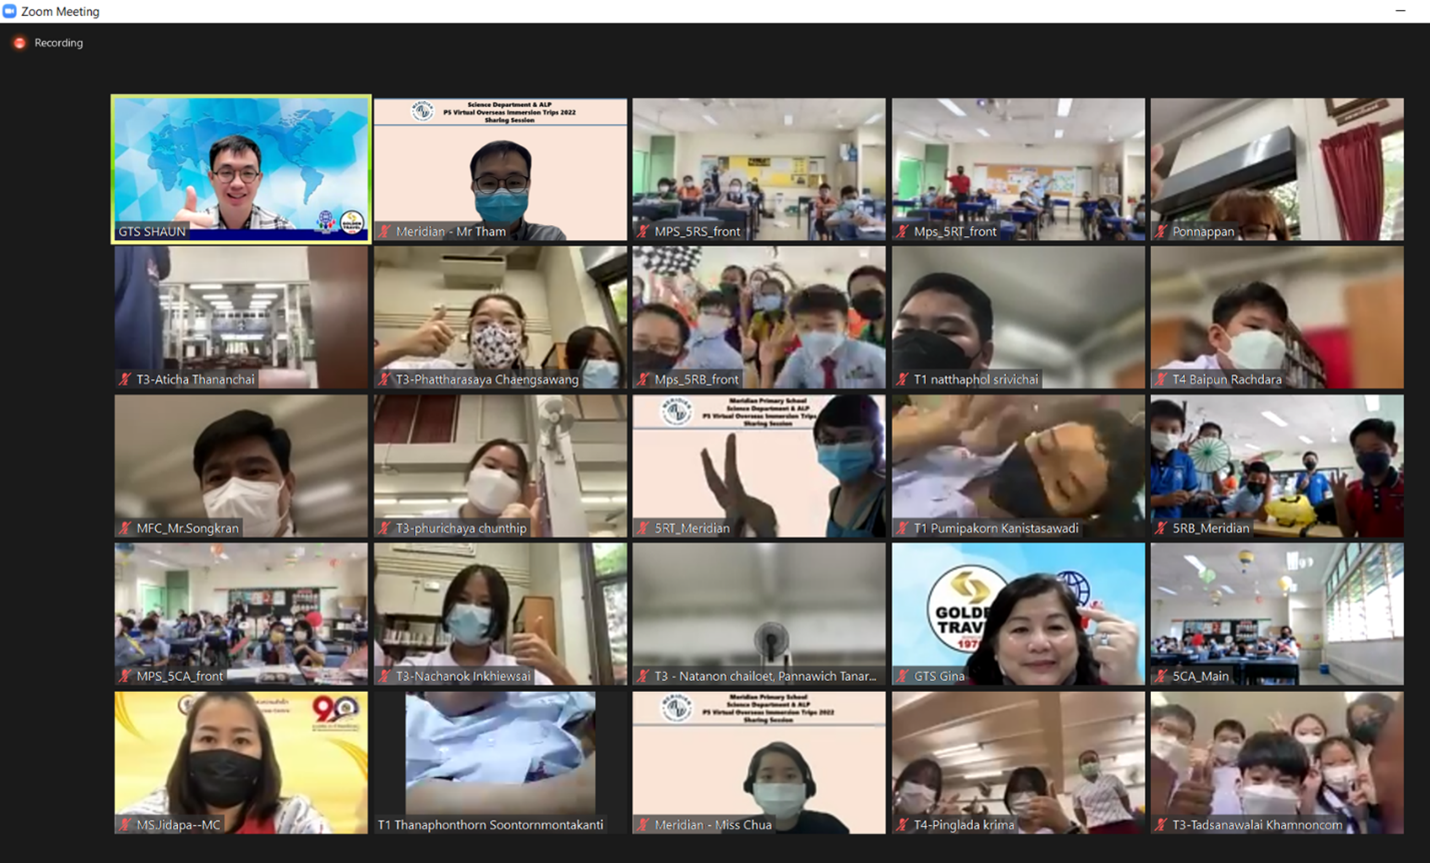 Zoom Meeting
Recording
GTS SHAUN
Science Department & ALP
P5 Virtual Overseas Immersion Trips 2022
Sharing Session
Meridian - Mr Tham
MPS_5RS_front
Mps_5RT_front
Ponnappan
T3-Aticha Thananchai
T3-Phattharasaya Chaengsawang
Mps_5RB_front
T1 natthaphol srivichai
T4 Baipun Rachdara
MFC_Mr.Songkran
T3-phurichaya chunthip
Meridian Primary School
Science Department & ALP
P5 Virtual Overseas Immersion Trips
Sharing Session
5RT_Meridian
T1 Pumipakorn Kanistasawadi
5RB_Meridian
MPS_5CA_front
T3-Nachanok Inkhiewsai
T3 - Natanon chailoet, Pannawich Tanar...
GOLDE
TRAV
197
GTS Gina
5CA_Main
MS.Jidapa--MC
T1 Thanaphonthorn Soontornmontakanti
Meridian Primary School
Science Department & ALP
P5 Virtual Overseas Immersion Trips 2022
Sharing Session
Meridian - Miss Chua
T4-Pinglada krima
T3-Tadsanawalai Khamnoncom